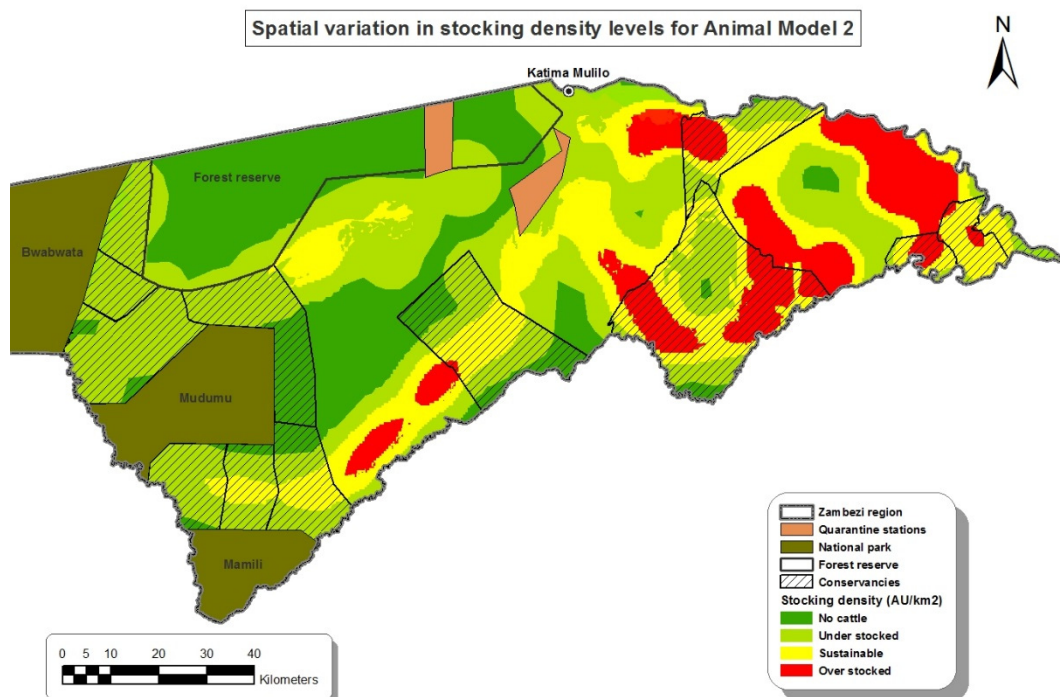 Spatial variation in stocking density levels for Animal Model 2
N
Katima Mulilo
Forest reserve
Bwabwata
Mudumu
Mamili
Zambezi region
Quarantine stations
National park
Forest reserve
Conservancies
Stocking density (AU/km2)
No cattle
Under stocked
Sustainable
Over stocked
0 5 10 20 30 40
Kilometers